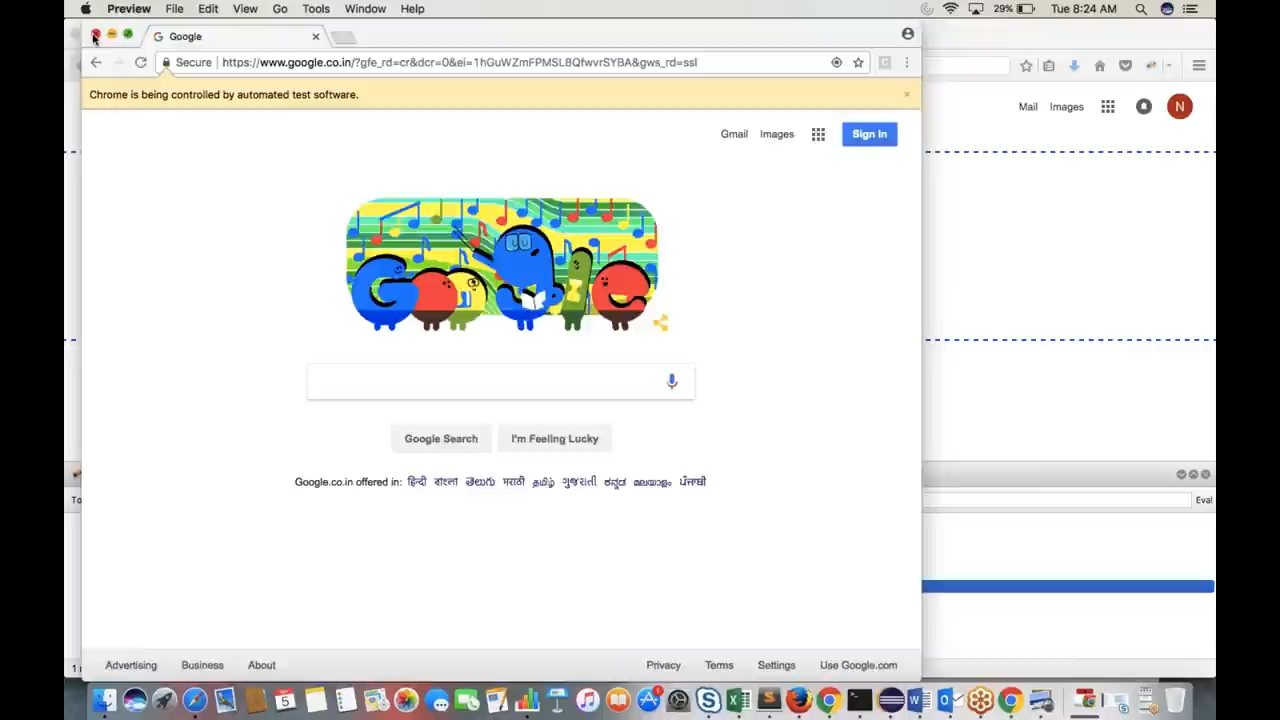 Preview File Edit View Go Tools Window Help 29% Tue 8:24 AM
Google
Secure https://www.google.co.in/?gfe_rd=cr&dcr=0&ei=1hGuWZmFPMSL8QfwvrSYBA&gws_rd=ssl
Chrome is being controlled by automated test software.
Mail Images N
Gmail Images Sign In
Google Search I'm Feeling Lucky
Google.co.in offered in: हिन्दी বাংলা తెలుగు मराठी தமிழ் ગુજરાતી ಕನ್ನಡ മലയാളം ਪੰਜਾਬੀ
Eval
Advertising Business About Privacy Terms Settings Use Google.com
5